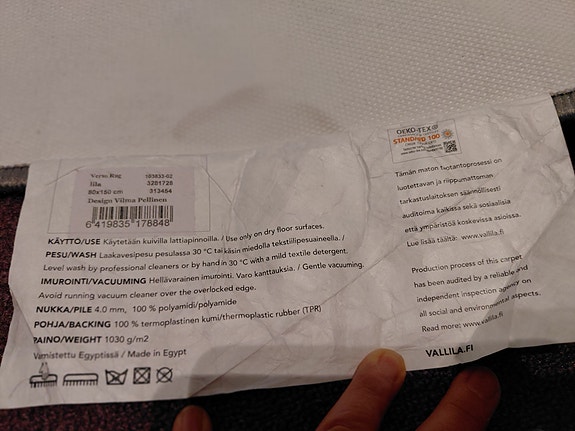 Verso Rug 103833-02
lila 3281728
80x150 cm 313454
Design Vilma Pellinen
6 419835 178848
KÄYTTÖ/USE Käytetään kuivilla lattiapinnoilla. / Use only on dry floor surfaces.
PESU/WASH Laakavesipesu pesulassa 30 °C tai käsin miedolla tekstiilipesuaineella. /
Level wash by professional cleaners or by hand in 30 °C with a mild textile detergent.
IMUROINTI/VACUUMING Hellävarainen imurointi. Varo kanttauksia. / Gentle vacuuming.
Avoid running vacuum cleaner over the overlocked edge.
NUKKA/PILE 4.0 mm, 100 % polyamidi/polyamide
POHJA/BACKING 100 % termoplastinen kumi/thermoplastic rubber (TPR)
PAINO/WEIGHT 1030 g/m2
Valmistettu Egyptissä / Made in Egypt
OEKO-TEX
STANDARD 100
Tämän maton tuotantoprosessi on
luotettavan ja riippumattoman
tarkastuslaitoksen säännöllisesti
auditoima kaikissa sekä sosiaalisia
että ympäristöä koskevissa asioissa.
Lue lisää täältä: www.vallila.fi
Production process of this carpet
has been audited by a reliable and
independent inspection agency on
all social and environmental aspects.
Read more: www.vallila.fi
VALLILA.FI